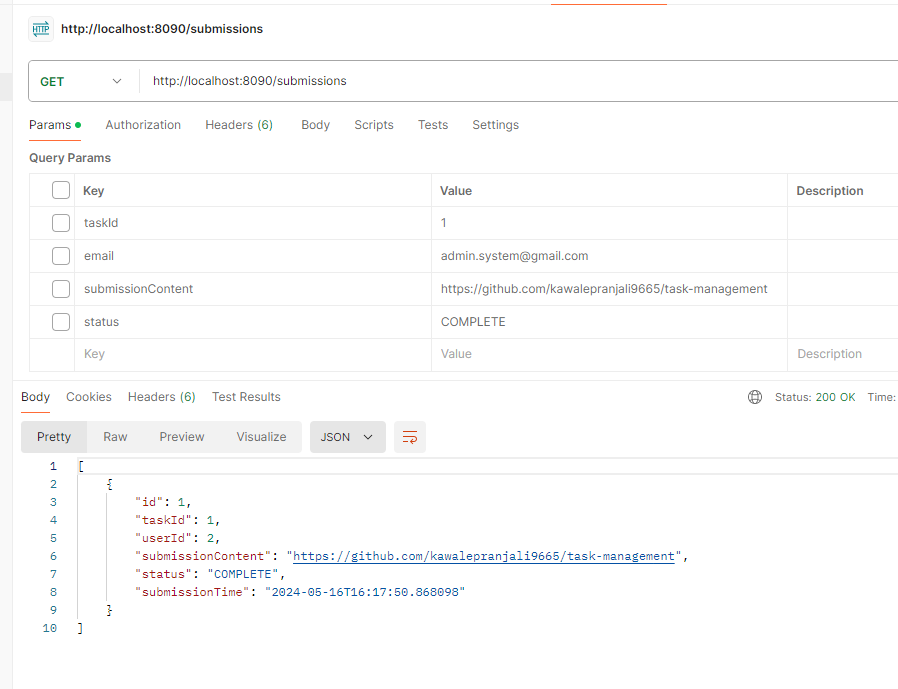 HTTP http://localhost:8090/submissions
GET http://localhost:8090/submissions
Params Authorization Headers (6) Body Scripts Tests Settings
Query Params
Key Value Description
taskId 1
email admin.system@gmail.com
submissionContent https://github.com/kawalepranjali9665/task-management
status COMPLETE
Key Value Description
Body Cookies Headers (6) Test Results Status: 200 OK Time:
Pretty Raw Preview Visualize JSON
1 [
2 {
3 "id": 1,
4 "taskId": 1,
5 "userId": 2,
6 "submissionContent": "https://github.com/kawalepranjali9665/task-management",
7 "status": "COMPLETE",
8 "submissionTime": "2024-05-16T16:17:50.868098"
9 }
10 ]